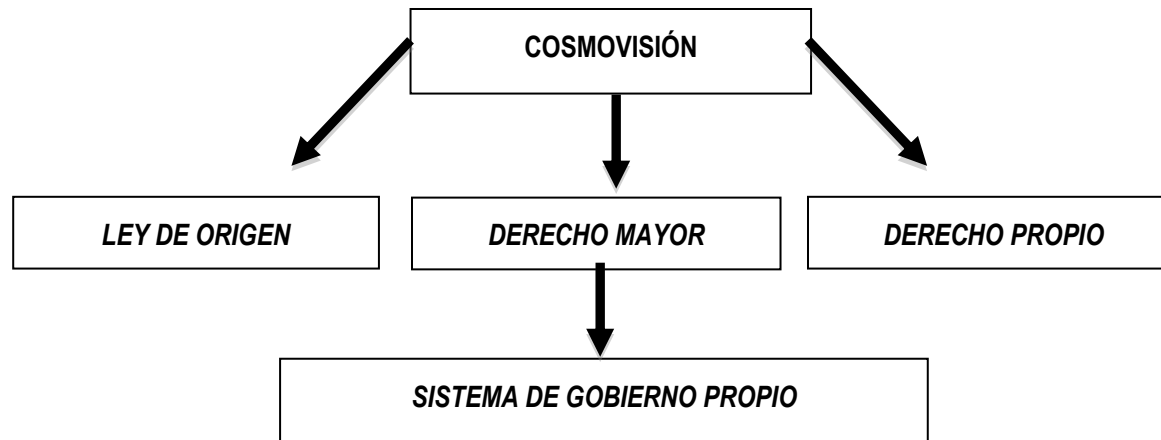 COSMOVISIÓN
LEY DE ORIGEN
DERECHO MAYOR
DERECHO PROPIO
SISTEMA DE GOBIERNO PROPIO